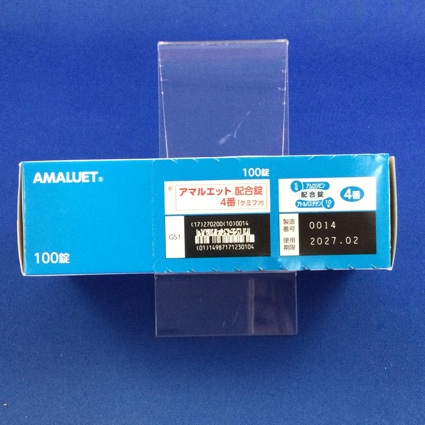 AMALUET®
100錠
100錠
アマルエット®配合錠
4番「ケミファ」
GS1
(17)270200(10)0014
(01)14987171230104
5mg アムロジピン
配合錠
アトルバスタチン 10mg
4番
製造番号 0014
使用期限 2027.02